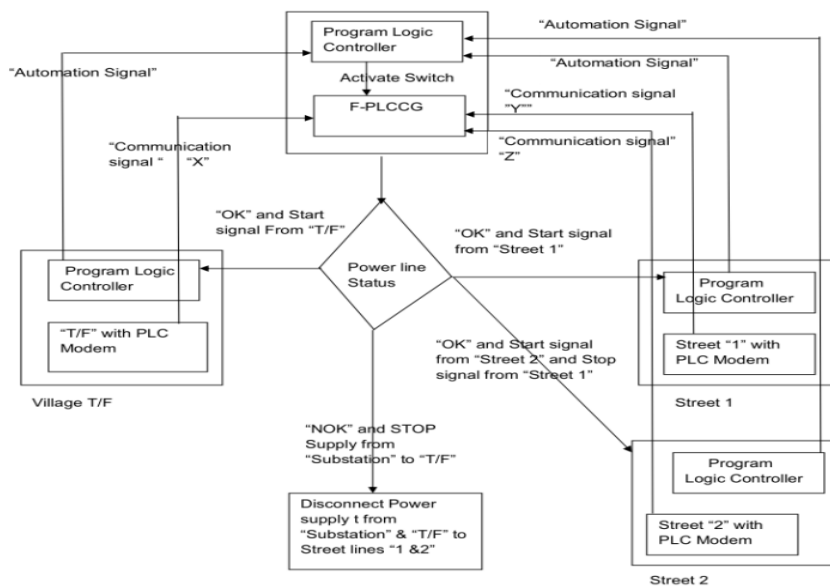 Program Logic
Controller
“Automation Signal”
“Automation Signal”
“Automation Signal”
Activate Switch
F-PLCCG
“Communication signal
“Y””
“Communication
signal “ “X”
“Communication signal”
“Z”
“OK” and Start
signal From “T/F”
“OK” and Start signal
from “Street 1”
Power line
Status
Program Logic
Controller
“T/F” with PLC
Modem
Village T/F
Program
Logic Controller
Street “1” with
PLC Modem
Street 1
“OK” and Start signal
from “Street 2” and Stop
signal from “Street 1”
“NOK” and STOP
Supply from
“Substation” to “T/F”
Disconnect Power
supply t from
“Substation” & “T/F” to
Street lines “1 &2”
Program
Logic Controller
Street “2” with
PLC Modem
Street 2